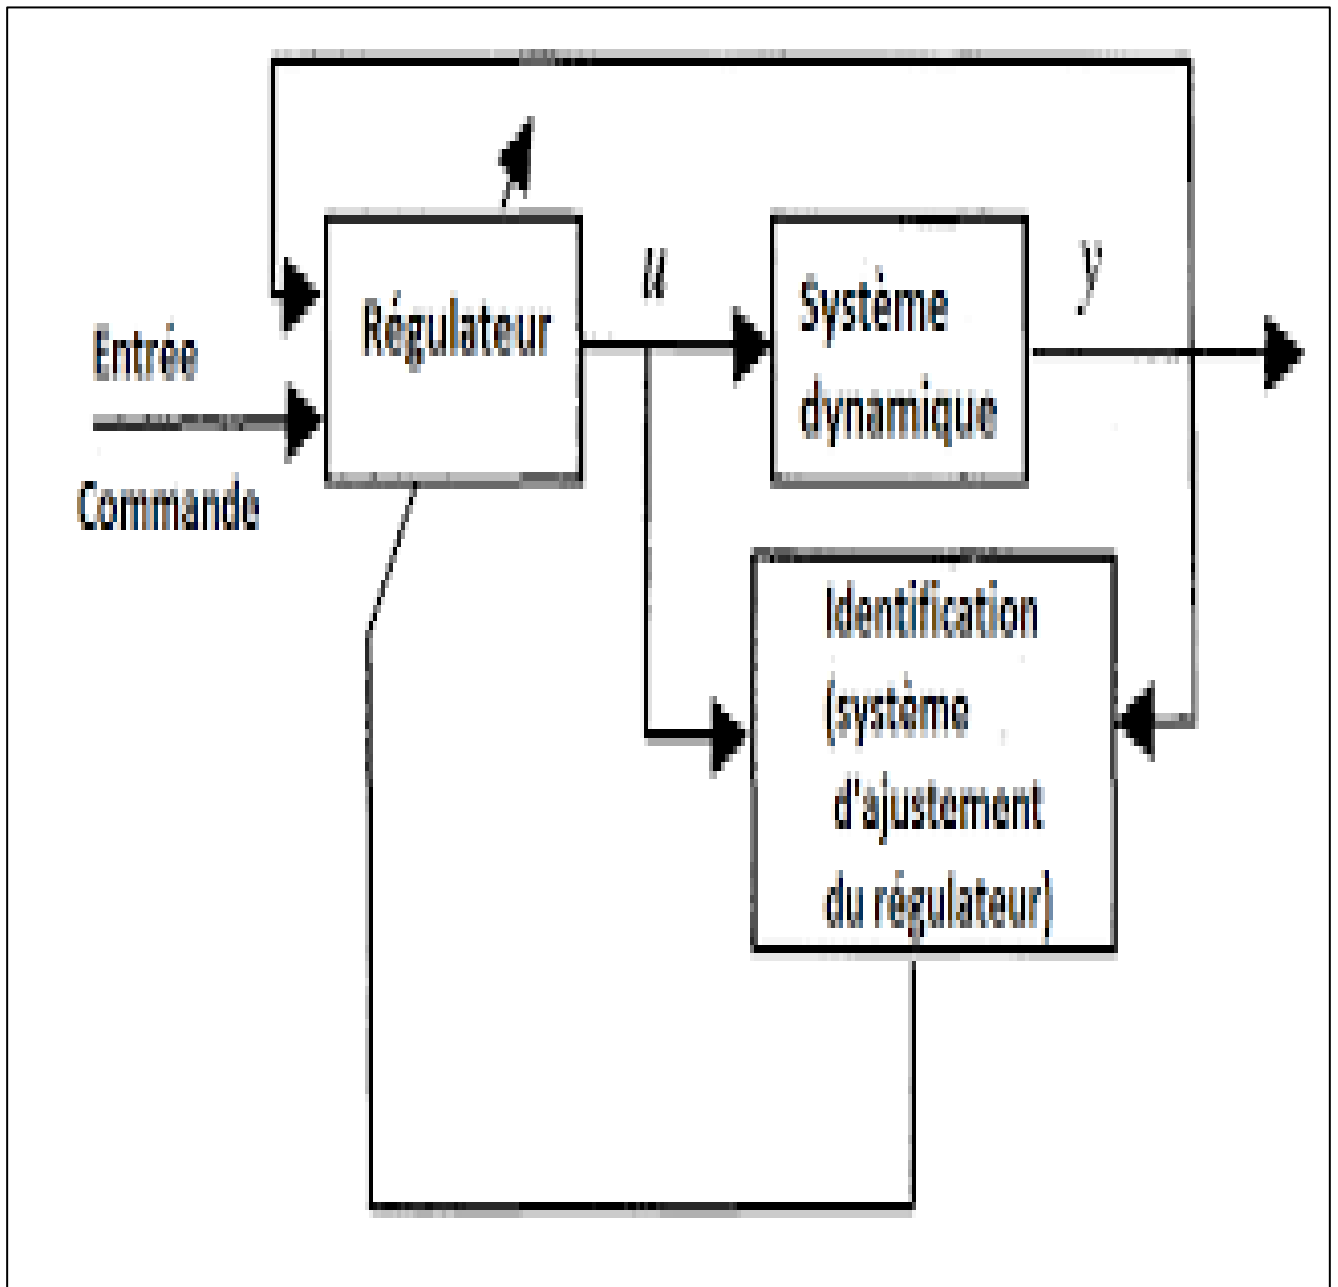 Entrée
Commande
Régulateur
u
Système
dynamique
y
Identification
(système
d'ajustement
du régulateur)